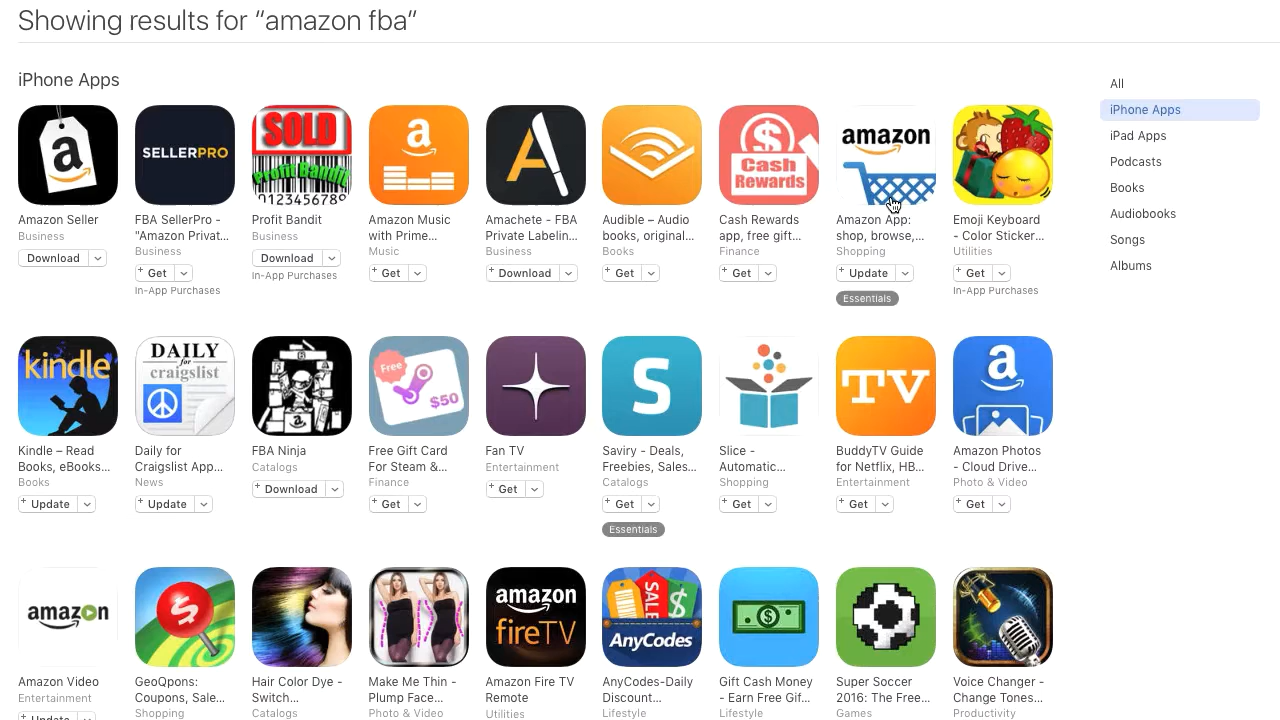 Showing results for “amazon fba”
iPhone Apps
All
iPhone Apps
iPad Apps
Podcasts
Books
Audiobooks
Songs
Albums
a
SELLERPRO
SOLD
Profit Bandit
0123456789
a
A
$
Cash
Rewards
amazon
Amazon Seller
Business
Download
FBA SellerPro -
"Amazon Privat...
Business
+ Get
In-App Purchases
Profit Bandit
Business
Download
In-App Purchases
Amazon Music
with Prime...
Music
+ Get
Amachete - FBA
Private Labelin...
Business
+ Download
Audible – Audio
books, original...
Books
+ Get
Cash Rewards
app, free gift...
Finance
+ Get
Amazon App:
shop, browse,...
Shopping
+ Update
Essentials
Emoji Keyboard
- Color Sticker...
Utilities
+ Get
In-App Purchases
kindle
DAILY
for
craigslist
a
Free
$50
S
TV
a
Kindle – Read
Books, eBooks...
Books
+ Update
Daily for
Craigslist App...
News
+ Update
FBA Ninja
Catalogs
+ Download
Free Gift Card
For Steam &...
Finance
+ Get
Fan TV
Entertainment
+ Get
Saviry - Deals,
Freebies, Sales...
Catalogs
+ Get
Essentials
Slice -
Automatic...
Shopping
+ Get
BuddyTV Guide
for Netflix, HB...
Entertainment
+ Get
Amazon Photos
- Cloud Drive...
Photo & Video
+ Get
amazon
$
amazon
fireTV
SALE
$
AnyCodes
$
Amazon Video
Entertainment
+ Update
GeoQpons:
Coupons, Sale...
Shopping
Hair Color Dye -
Switch...
Catalogs
Make Me Thin -
Plump Face...
Photo & Video
Amazon Fire TV
Remote
Utilities
AnyCodes-Daily
Discount...
Lifestyle
Gift Cash Money
- Earn Free Gif...
Lifestyle
Super Soccer
2016: The Free...
Games
Voice Changer -
Change Tones...
Productivity